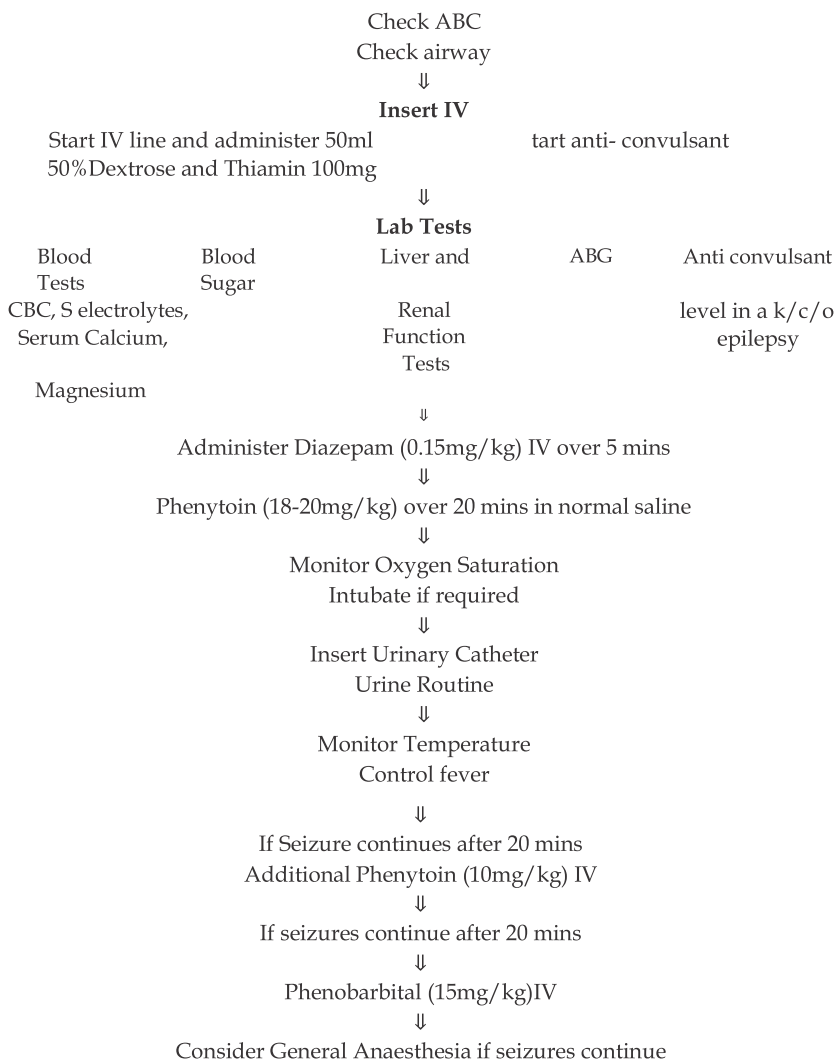 Check ABC
Check airway
⇓
Insert IV
Start IV line and administer 50ml tart anti- convulsant
50%Dextrose and Thiamin 100mg
⇓
Lab Tests
Blood Blood Liver and ABG Anti convulsant
Tests Sugar
CBC, S electrolytes, Renal level in a k/c/o
Serum Calcium, Function epilepsy
Tests
Magnesium
⇓
Administer Diazepam (0.15mg/kg) IV over 5 mins
⇓
Phenytoin (18-20mg/kg) over 20 mins in normal saline
⇓
Monitor Oxygen Saturation
Intubate if required
⇓
Insert Urinary Catheter
Urine Routine
⇓
Monitor Temperature
Control fever
⇓
If Seizure continues after 20 mins
Additional Phenytoin (10mg/kg) IV
⇓
If seizures continue after 20 mins
⇓
Phenobarbital (15mg/kg)IV
⇓
Consider General Anaesthesia if seizures continue